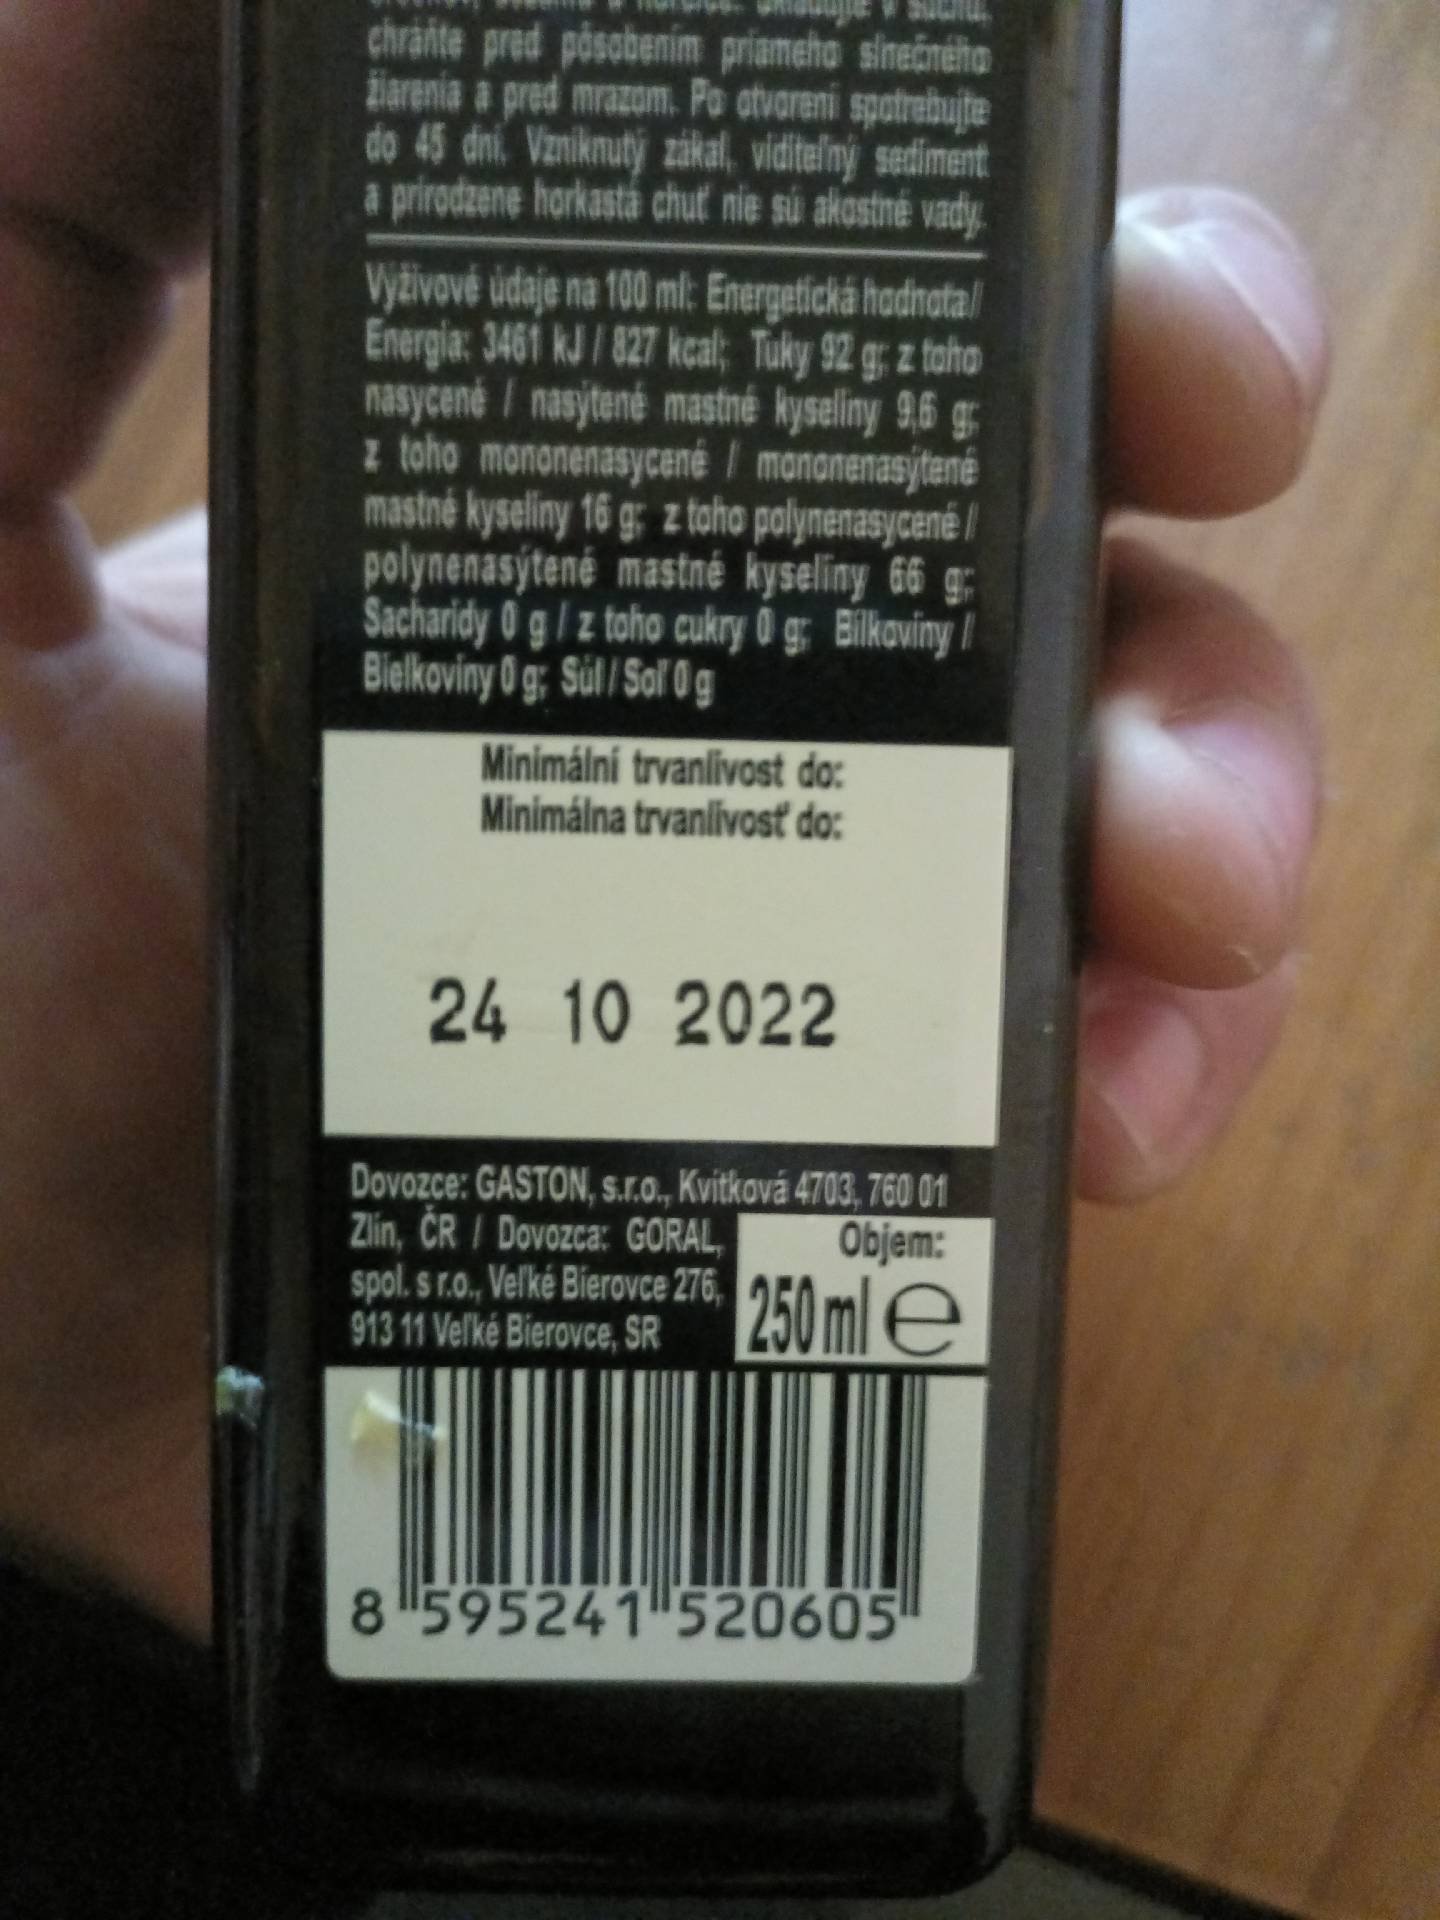 chráňte pred pôsobením priameho slnečného
žiarenia a pred mrazom. Po otvorení spotrebujte
do 45 dní. Vzniknutý zákal, viditeľný sediment
a prirodzene horkastá chuť nie sú akostné vady.
Výživové údaje na 100 ml: Energetická hodnota/
Energia: 3461 kJ / 827 kcal; Tuky 92 g; z toho
nasycené / nasýtené mastné kyseliny 9,6 g;
z toho mononenasycené / mononenasýtené
mastné kyseliny 16 g; z toho polynenasycené /
polynenasýtené mastné kyseliny 66 g;
Sacharidy 0 g / z toho cukry 0 g; Bílkoviny /
Bielkoviny 0 g; Sůl / Soľ 0 g
Minimální trvanlivost do:
Minimálna trvanlivosť do:
24 10 2022
Dovozce: GASTON, s.r.o., Kvítková 4703, 760 01
Zlín, ČR / Dovozca: GORAL,
spol. s r.o., Veľké Bierovce 276,
913 11 Veľké Bierovce, SR
Objem:
250 ml ℮
8 595241 520605